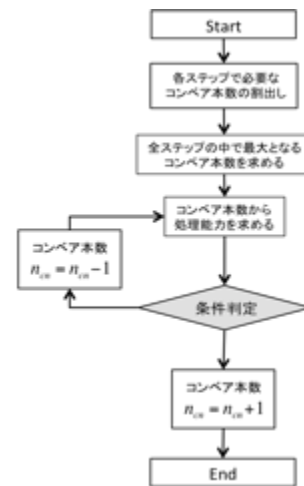 Start
各ステップで必要な
コンベア本数の割出し
全ステップの中で最大となる
コンベア本数を求める
コンベア本数から
処理能力を求める
コンベア本数
n_cn = n_cn − 1
条件判定
コンベア本数
n_cn = n_cn + 1
End